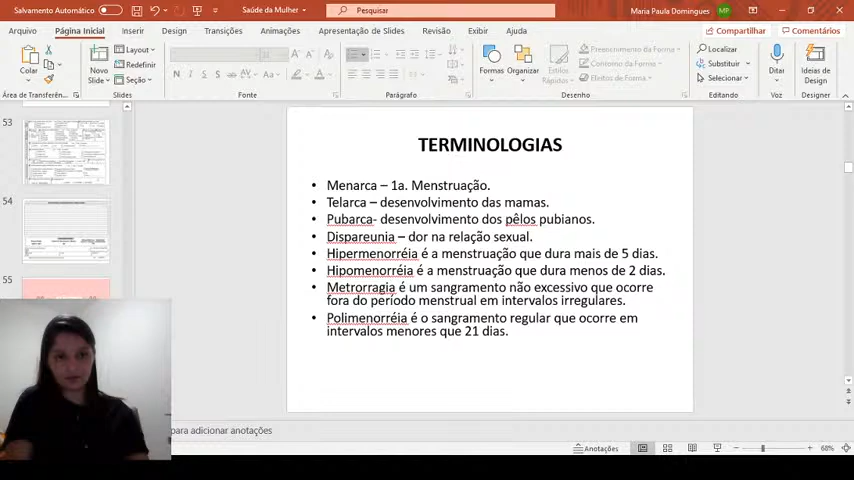 Salvamento Automático
Saúde da Mulher
Pesquisar
Maria Paula Domingues
MP
Arquivo
Página Inicial
Inserir
Layout
Design
Transições
Animações
Apresentação de Slides
Revisão
Exibir
Ajuda
Compartilhar
Comentários
Colar
Novo
Slide
Layout
Redefinir
Seção
N
I
S
S
Aa
A
Formas
Organizar
Estilos
Rápidos
Preenchimento da Forma
Contorno da Forma
Efeitos de Forma
Localizar
Substituir
Selecionar
Ditar
Ideias de
Design
Área de Transferên...
Slides
Fonte
Parágrafo
Desenho
Editando
Voz
Designer
53
54
55
TERMINOLOGIAS
• Menarca – 1a. Menstruação.
• Telarca – desenvolvimento das mamas.
• Pubarca- desenvolvimento dos pêlos pubianos.
• Dispareunia – dor na relação sexual.
• Hipermenorréia é a menstruação que dura mais de 5 dias.
• Hipomenorréia é a menstruação que dura menos de 2 dias.
• Metrorragia é um sangramento não excessivo que ocorre
fora do período menstrual em intervalos irregulares.
• Polimenorréia é o sangramento regular que ocorre em
intervalos menores que 21 dias.
para adicionar anotações
Anotações
68%